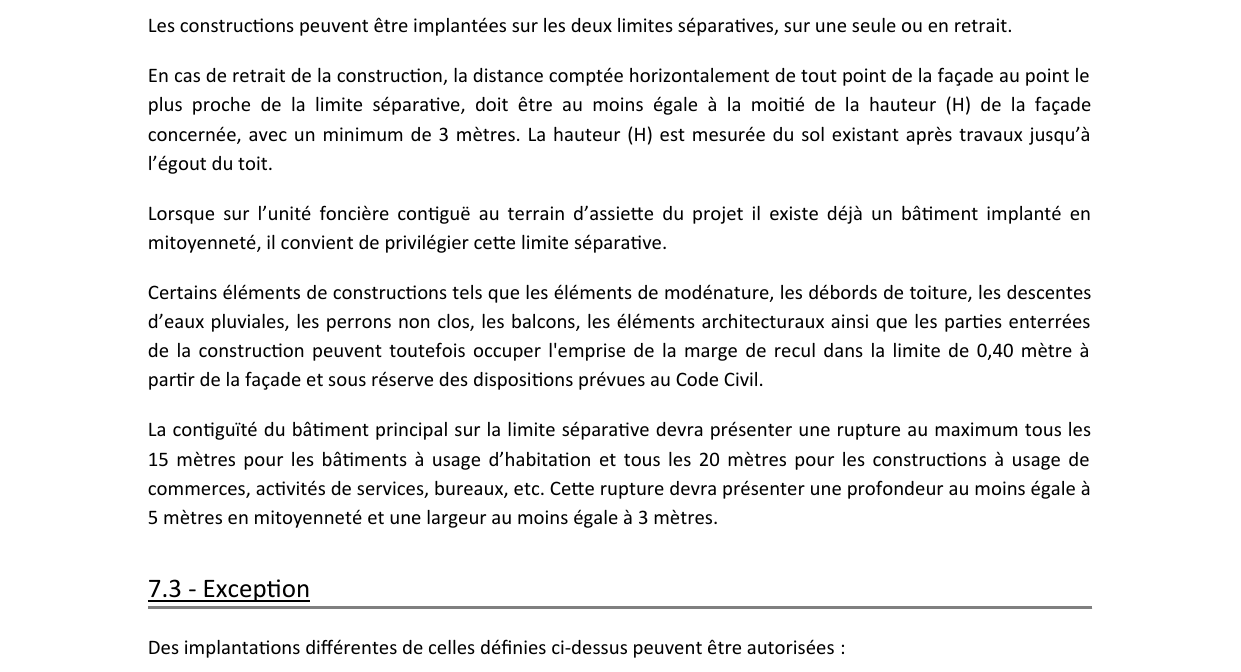 Les constructions peuvent être implantées sur les deux limites séparatives, sur une seule ou en retrait.
En cas de retrait de la construction, la distance comptée horizontalement de tout point de la façade au point le
plus proche de la limite séparative, doit être au moins égale à la moitié de la hauteur (H) de la façade
concernée, avec un minimum de 3 mètres. La hauteur (H) est mesurée du sol existant après travaux jusqu’à
l’égout du toit.
Lorsque sur l’unité foncière contiguë au terrain d’assiette du projet il existe déjà un bâtiment implanté en
mitoyenneté, il convient de privilégier cette limite séparative.
Certains éléments de constructions tels que les éléments de modénature, les débords de toiture, les descentes
d’eaux pluviales, les perrons non clos, les balcons, les éléments architecturaux ainsi que les parties enterrées
de la construction peuvent toutefois occuper l'emprise de la marge de recul dans la limite de 0,40 mètre à
partir de la façade et sous réserve des dispositions prévues au Code Civil.
La contiguïté du bâtiment principal sur la limite séparative devra présenter une rupture au maximum tous les
15 mètres pour les bâtiments à usage d’habitation et tous les 20 mètres pour les constructions à usage de
commerces, activités de services, bureaux, etc. Cette rupture devra présenter une profondeur au moins égale à
5 mètres en mitoyenneté et une largeur au moins égale à 3 mètres.
7.3 - Exception
Des implantations différentes de celles définies ci-dessus peuvent être autorisées :